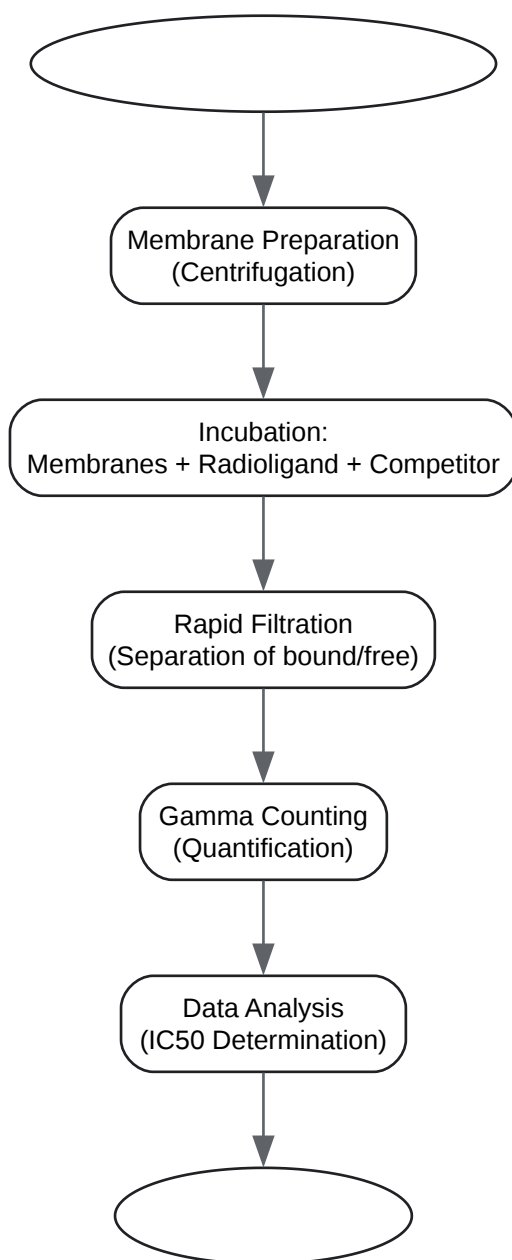 Membrane Preparation
(Centrifugation)
Incubation:
Membranes + Radioligand + Competitor
Rapid Filtration
(Separation of bound/free)
Gamma Counting
(Quantification)
Data Analysis
(IC50 Determination)